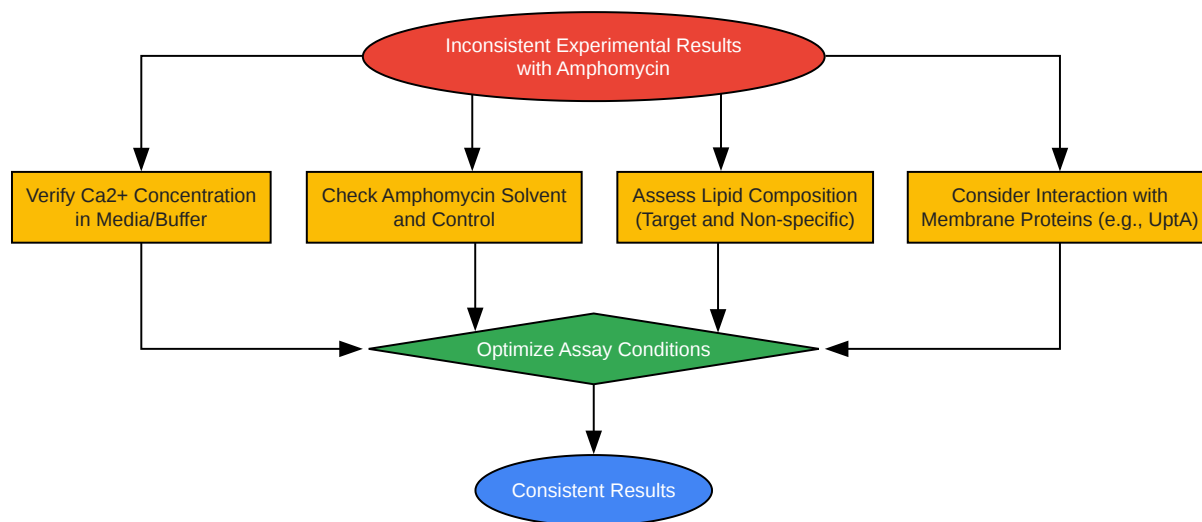 Inconsistent Experimental Results
with Amphomycin
Verify Ca2+ Concentration
in Media/Buffer
Check Amphomycin Solvent
and Control
Assess Lipid Composition
(Target and Non-specific)
Consider Interaction with
Membrane Proteins (e.g., UptA)
Optimize Assay Conditions
Consistent Results